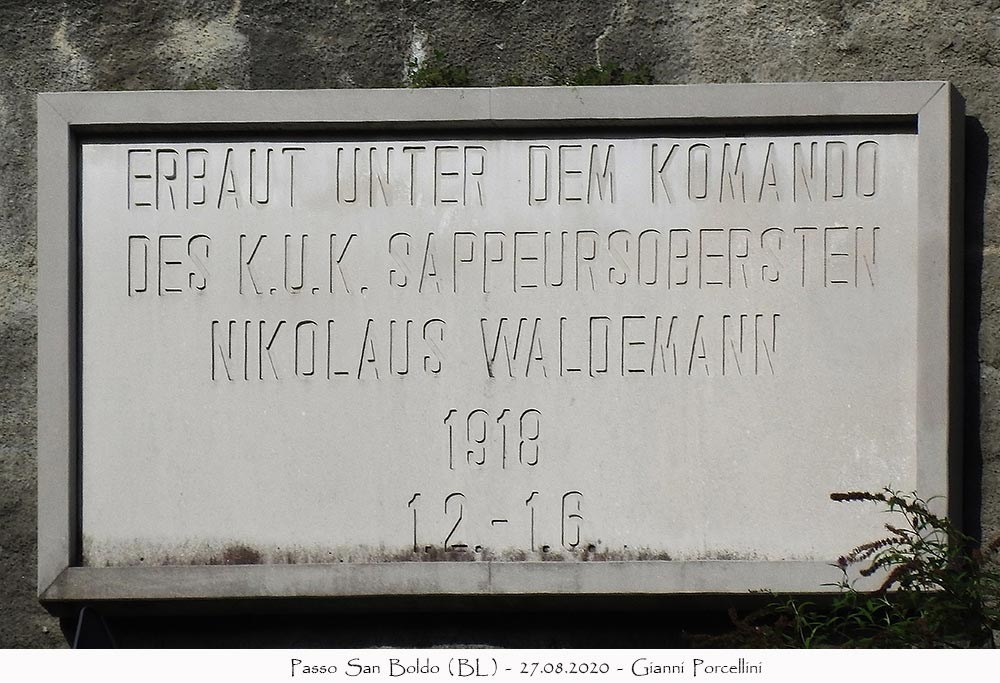 ERBAUT UNTER DEM KOMANDO
DES K.U.K. SAPPEURSOBERSTEN
NIKOLAUS WALDEMANN
1918
1.2.-1.6.
Passo San Boldo (BL) - 27.08.2020 - Gianni Porcellini